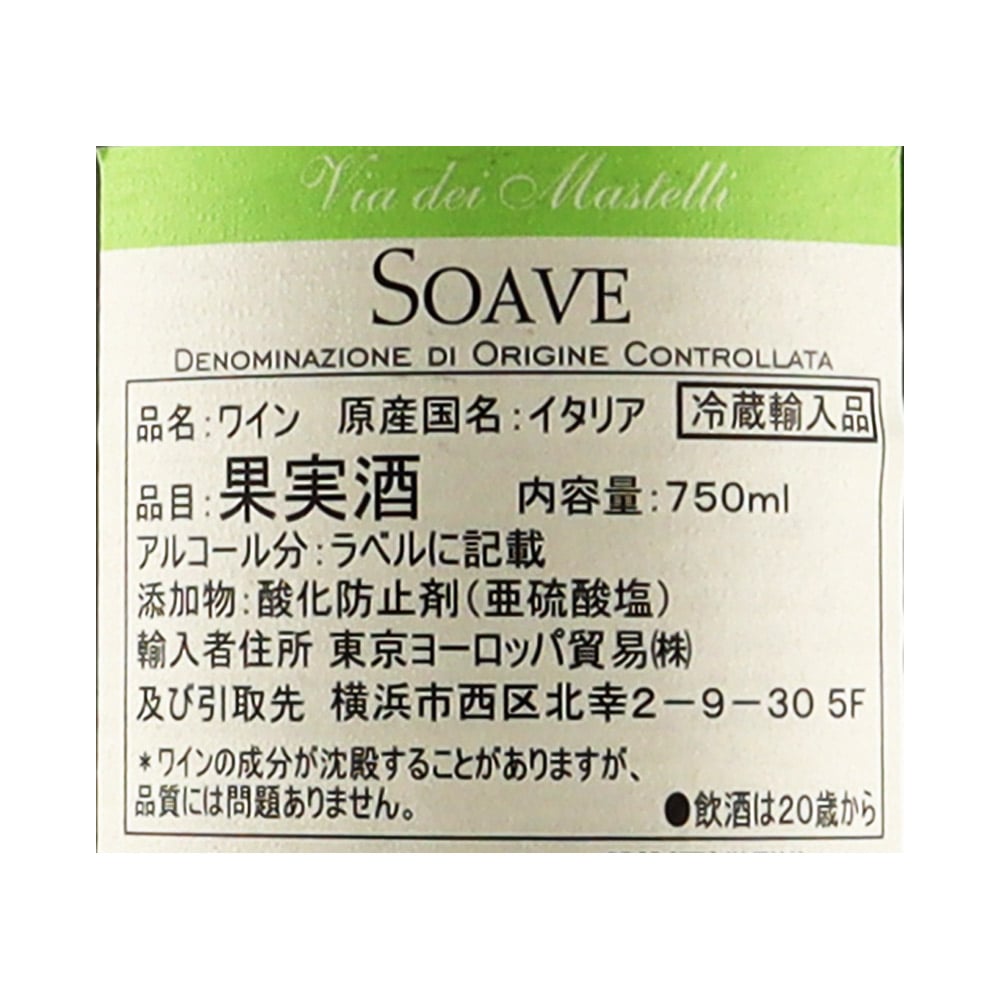 Via dei Mastelli
SOAVE
DENOMINAZIONE DI ORIGINE CONTROLLATA
品名:ワイン 原産国名:イタリア 冷蔵輸入品
品目:果実酒 内容量:750ml
アルコール分:ラベルに記載
添加物:酸化防止剤(亜硫酸塩)
輸入者住所 東京ヨーロッパ貿易㈱
及び引取先 横浜市西区北幸2-9-30 5F
*ワインの成分が沈殿することがありますが、
品質には問題ありません。 ●飲酒は20歳から